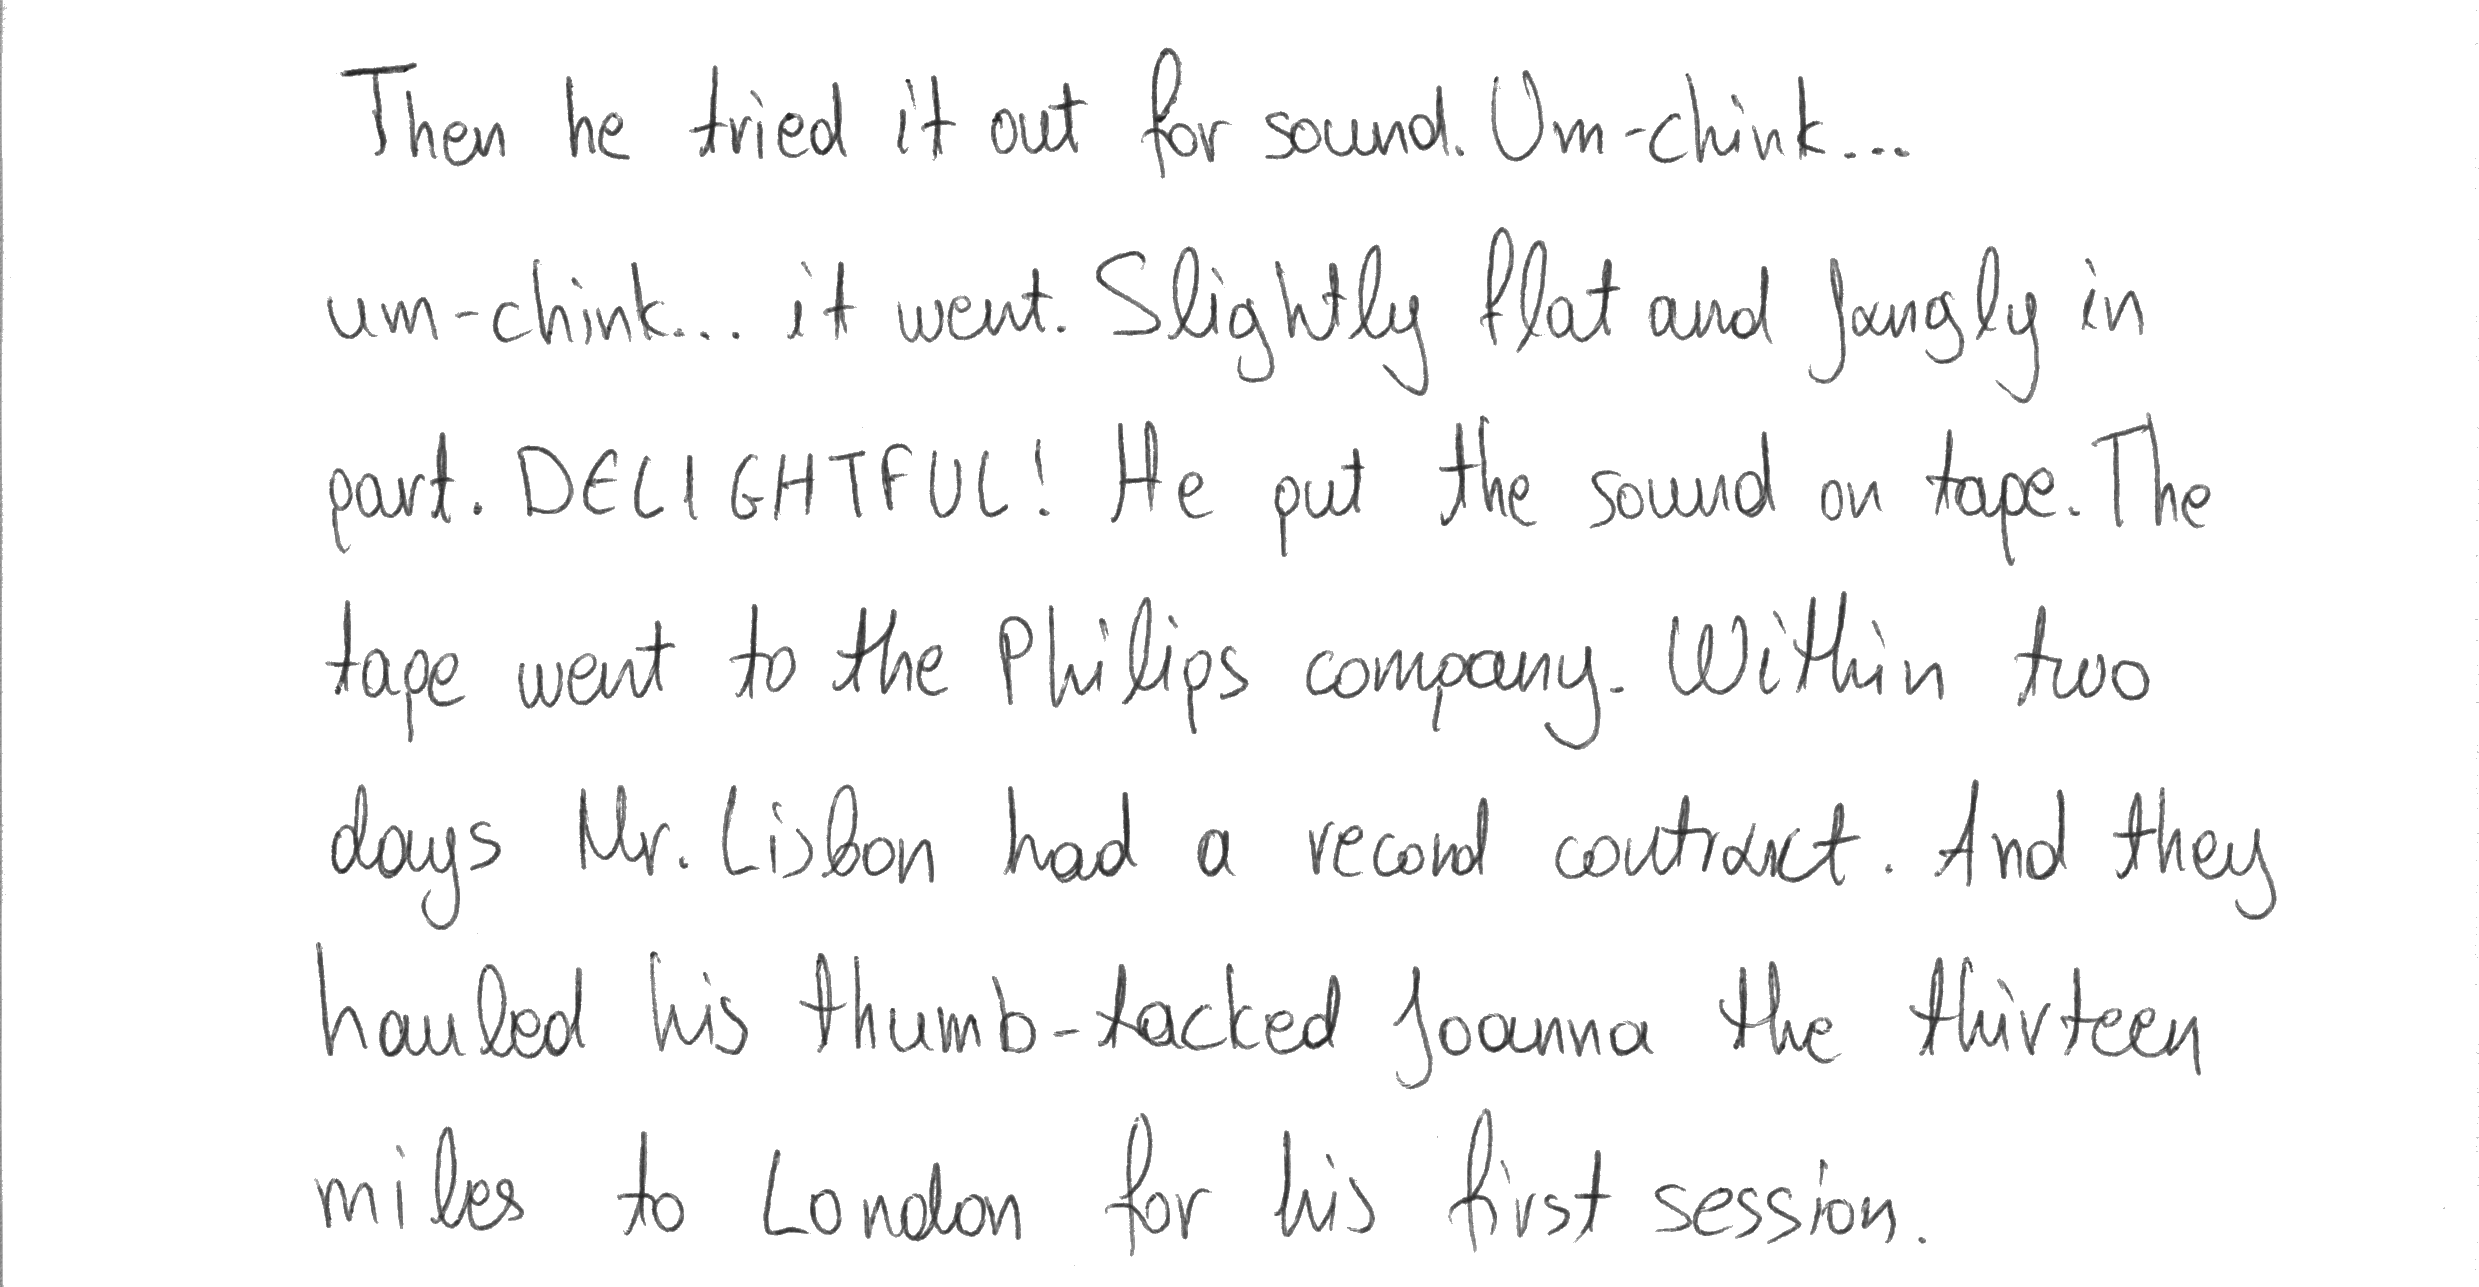 Then he tried it out for sound. Um-chink...
um-chink... it went. Slightly flat and jangly in
part. DELIGHTFUL! He put the sound on tape. The
tape went to the Philips company. Within two
days Mr. Lisbon had a record contract. And they
hauled his thumb-tacked Joanna the thirteen
miles to London for his first session.